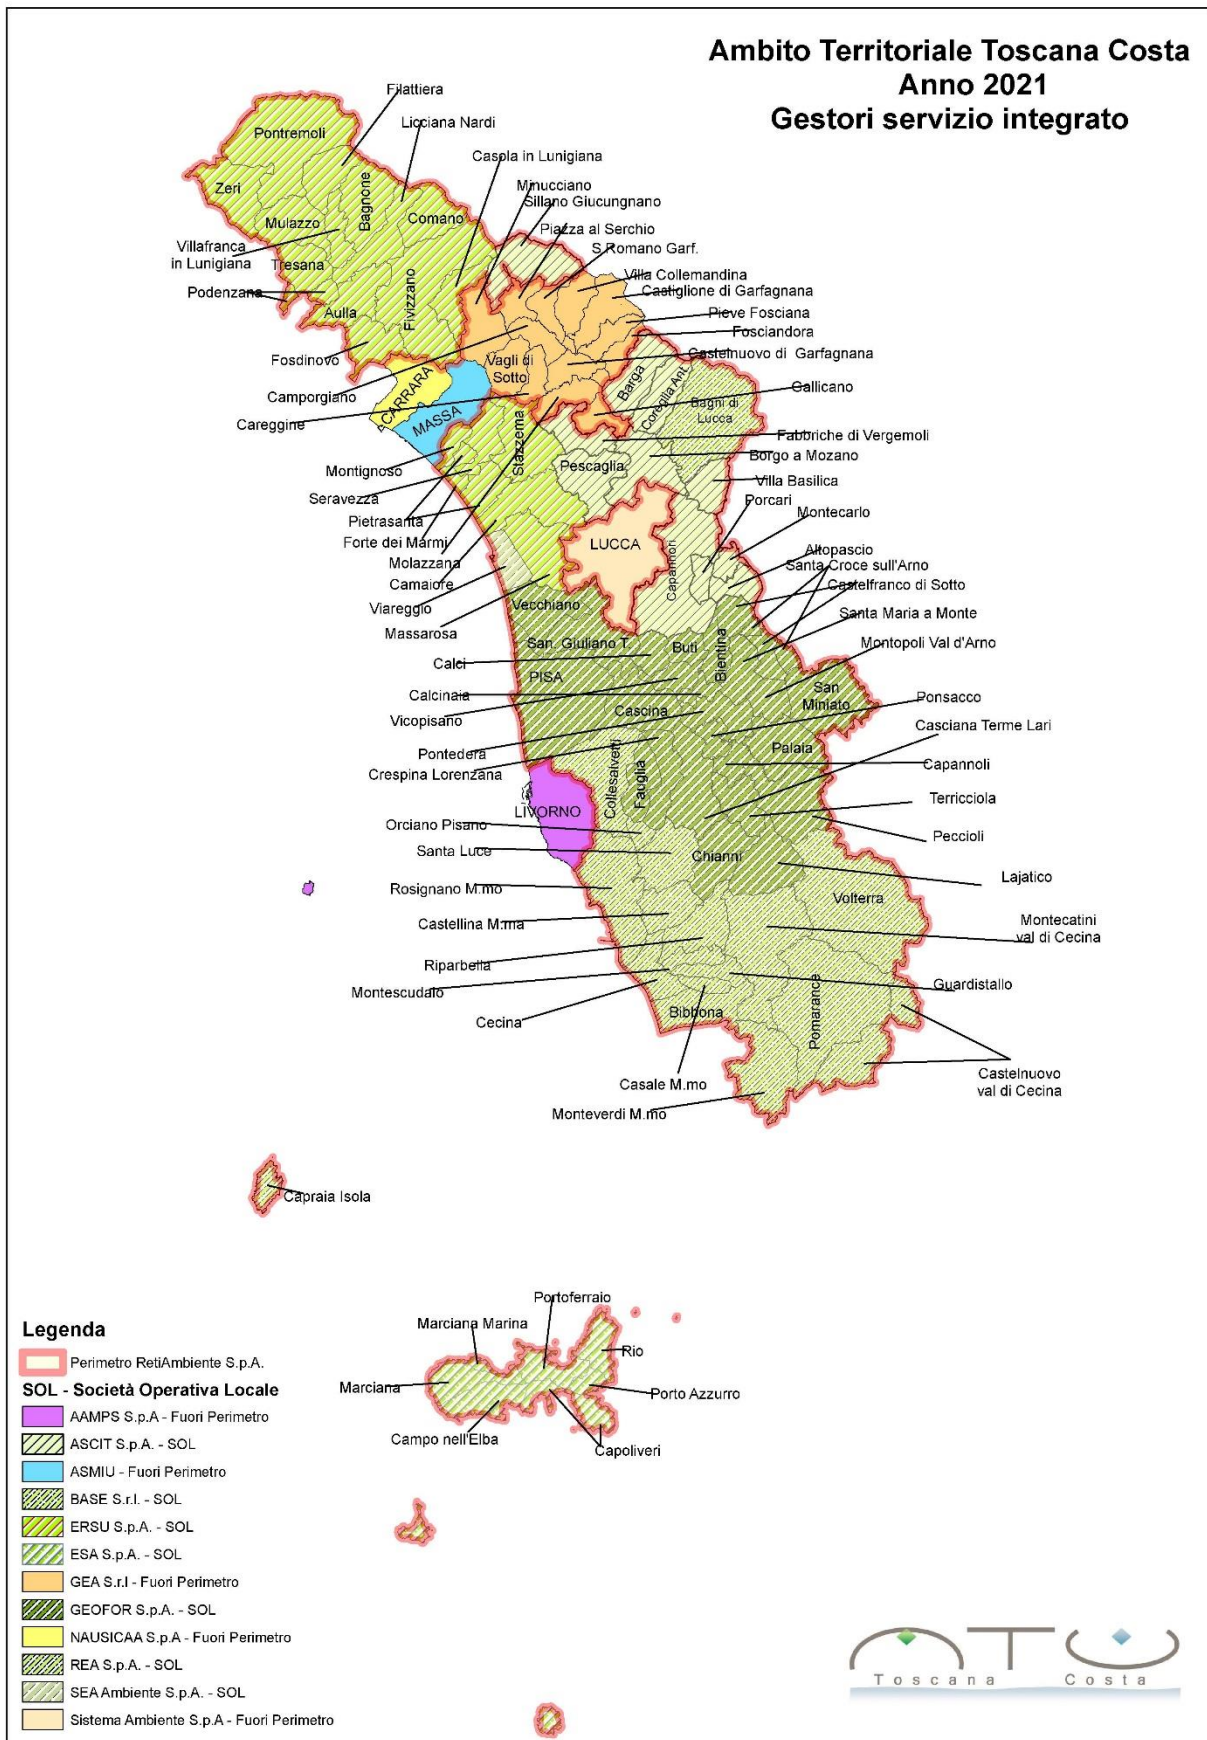 Ambito Territoriale Toscana Costa
Anno 2021
Gestori servizio integrato
Filattiera
Licciana Nardi
Pontremoli
Casola in Lunigiana
Minucciano
Sillano Giucungnano
Zeri
Bagnone
Mulazzo
Comano
Piazza al Serchio
S.Romano Garf.
Villafranca
in Lunigiana
Tresana
Villa Collemandina
Castiglione di Garfagnana
Podenzana
Aulla
Fivizzano
Pieve Fosciana
Fosciandora
Fosdinovo
Vagli di
Sotto
Castelnuovo di Garfagnana
Camporgiano
CARRARA
Barga
Coreglia Ant.
Gallicano
Careggine
MASSA
Bagni di
Lucca
Stazzema
Fabbriche di Vergemoli
Borgo a Mozano
Montignoso
Pescaglia
Villa Basilica
Seravezza
Porcari
Montecarlo
Pietrasanta
Forte dei Marmi
LUCCA
Capannori
Altopascio
Molazzana
Santa Croce sull'Arno
Camaiore
Castelfranco di Sotto
Viareggio
Vecchiano
Santa Maria a Monte
Massarosa
San. Giuliano T.
Buti
Bientina
Montopoli Val d'Arno
Calci
PISA
San
Miniato
Calcinaia
Cascina
Ponsacco
Vicopisano
Casciana Terme Lari
Pontedera
Palaia
Crespina Lorenzana
Collesalvetti
Fauglia
Capannoli
LIVORNO
Terricciola
Orciano Pisano
Peccioli
Santa Luce
Chianni
Lajatico
Rosignano M.mo
Volterra
Castellina M.ma
Montecatini
val di Cecina
Riparbella
Montescudaio
Guardistallo
Cecina
Bibbona
Pomarance
Casale M.mo
Castelnuovo
val di Cecina
Monteverdi M.mo
Capraia Isola
Portoferraio
Marciana Marina
Rio
Marciana
Porto Azzurro
Campo nell'Elba
Capoliveri
Legenda
Perimetro RetiAmbiente S.p.A.
SOL - Società Operativa Locale
AAMPS S.p.A - Fuori Perimetro
ASCIT S.p.A. - SOL
ASMIU - Fuori Perimetro
BASE S.r.l. - SOL
ERSU S.p.A. - SOL
ESA S.p.A. - SOL
GEA S.r.l - Fuori Perimetro
GEOFOR S.p.A. - SOL
NAUSICAA S.p.A - Fuori Perimetro
REA S.p.A. - SOL
SEA Ambiente S.p.A. - SOL
Sistema Ambiente S.p.A - Fuori Perimetro
ATO
Toscana Costa